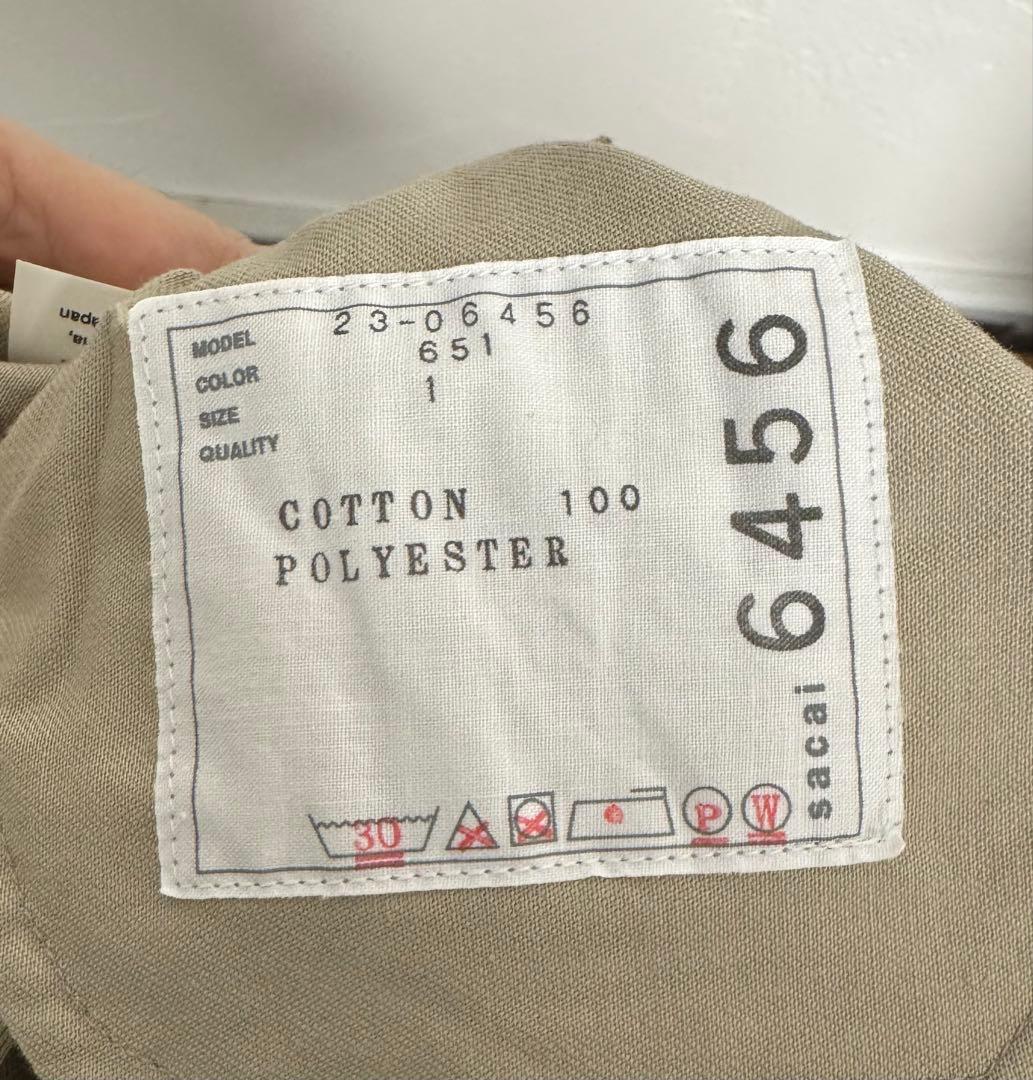 MODEL 23-06456
COLOR 651
SIZE 1
QUALITY
COTTON 100
POLYESTER
30
P
W
sacai 6456